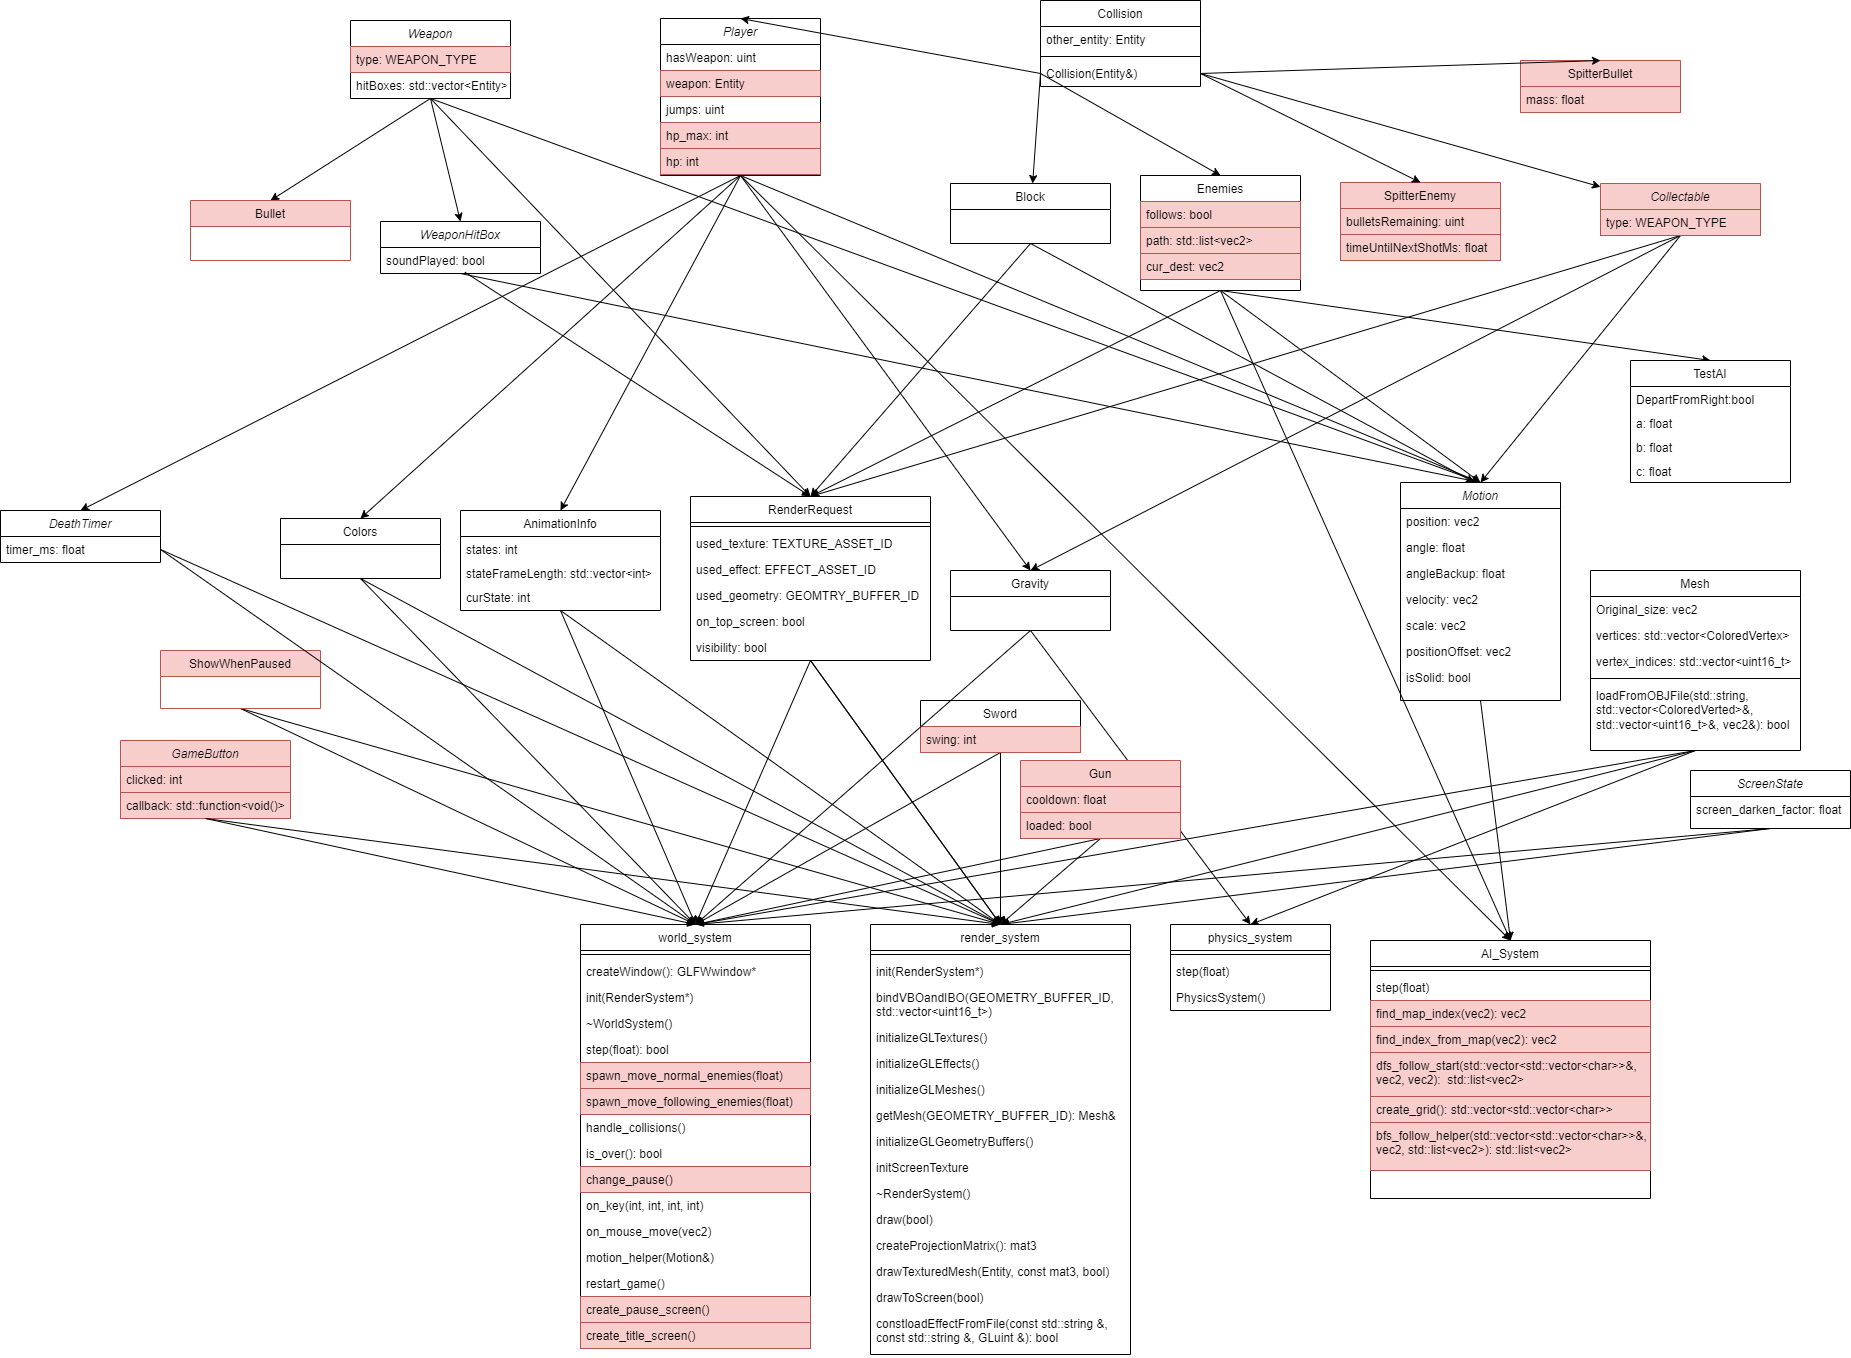 Weapon
type: WEAPON_TYPE
hitBoxes: std::vector<Entity>
Player
hasWeapon: uint
weapon: Entity
jumps: uint
hp_max: int
hp: int
Collision
other_entity: Entity
Collision(Entity&)
SpitterBullet
mass: float
Bullet
WeaponHitBox
soundPlayed: bool
Block
Enemies
follows: bool
path: std::list<vec2>
cur_dest: vec2
SpitterEnemy
bulletsRemaining: uint
timeUntilNextShotMs: float
Collectable
type: WEAPON_TYPE
TestAI
DepartFromRight:bool
a: float
b: float
c: float
DeathTimer
timer_ms: float
Colors
AnimationInfo
states: int
stateFrameLength: std::vector<int>
curState: int
RenderRequest
used_texture: TEXTURE_ASSET_ID
used_effect: EFFECT_ASSET_ID
used_geometry: GEOMTRY_BUFFER_ID
on_top_screen: bool
visibility: bool
Gravity
Motion
position: vec2
angle: float
angleBackup: float
velocity: vec2
scale: vec2
positionOffset: vec2
isSolid: bool
Mesh
Original_size: vec2
vertices: std::vector<ColoredVertex>
vertex_indices: std::vector<uint16_t>
loadFromOBJFile(std::string,
std::vector<ColoredVerted>&,
std::vector<uint16_t>&, vec2&): bool
ShowWhenPaused
GameButton
clicked: int
callback: std::function<void()>
Sword
swing: int
Gun
cooldown: float
loaded: bool
ScreenState
screen_darken_factor: float
world_system
createWindow(): GLFWwindow*
init(RenderSystem*)
~WorldSystem()
step(float): bool
spawn_move_normal_enemies(float)
spawn_move_following_enemies(float)
handle_collisions()
is_over(): bool
change_pause()
on_key(int, int, int, int)
on_mouse_move(vec2)
motion_helper(Motion&)
restart_game()
create_pause_screen()
create_title_screen()
render_system
init(RenderSystem*)
bindVBOandIBO(GEOMETRY_BUFFER_ID,
std::vector<uint16_t>)
initializeGLTextures()
initializeGLEffects()
initializeGLMeshes()
getMesh(GEOMETRY_BUFFER_ID): Mesh&
initializeGLGeometryBuffers()
initScreenTexture
~RenderSystem()
draw(bool)
createProjectionMatrix(): mat3
drawTexturedMesh(Entity, const mat3, bool)
drawToScreen(bool)
constloadEffectFromFile(const std::string &,
const std::string &, GLuint &): bool
physics_system
step(float)
PhysicsSystem()
AI_System
step(float)
find_map_index(vec2): vec2
find_index_from_map(vec2): vec2
dfs_follow_start(std::vector<std::vector<char>>&,
vec2, vec2):  std::list<vec2>
create_grid(): std::vector<std::vector<char>>
bfs_follow_helper(std::vector<std::vector<char>>&,
vec2, std::list<vec2>): std::list<vec2>